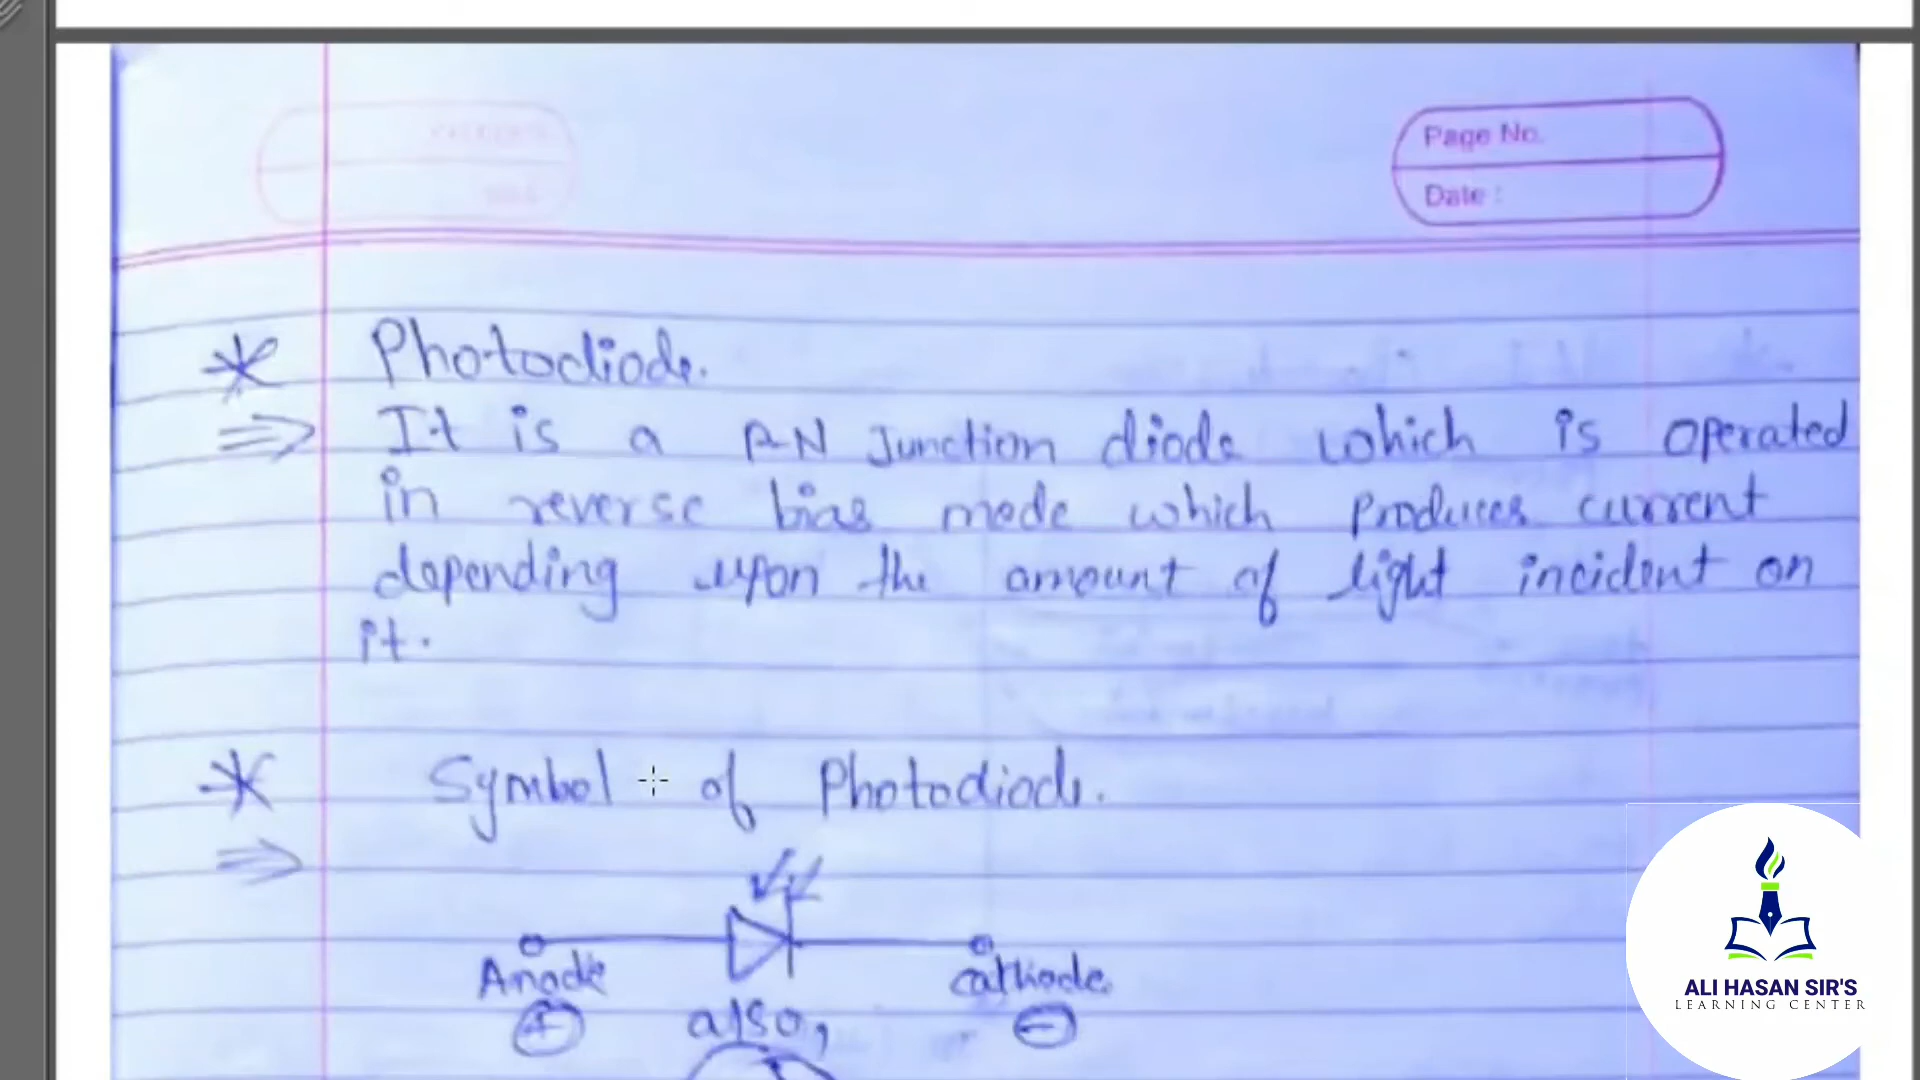 Page No.
Date :
* Photodiode.
⇒ It is a P-N Junction diode which is operated
in reverse bias mode which produces current
depending upon the amount of light incident on
it.
* Symbol of Photodiode.
⇒
Anode
cathode
+
also,
-
ALI HASAN SIR'S
LEARNING CENTER